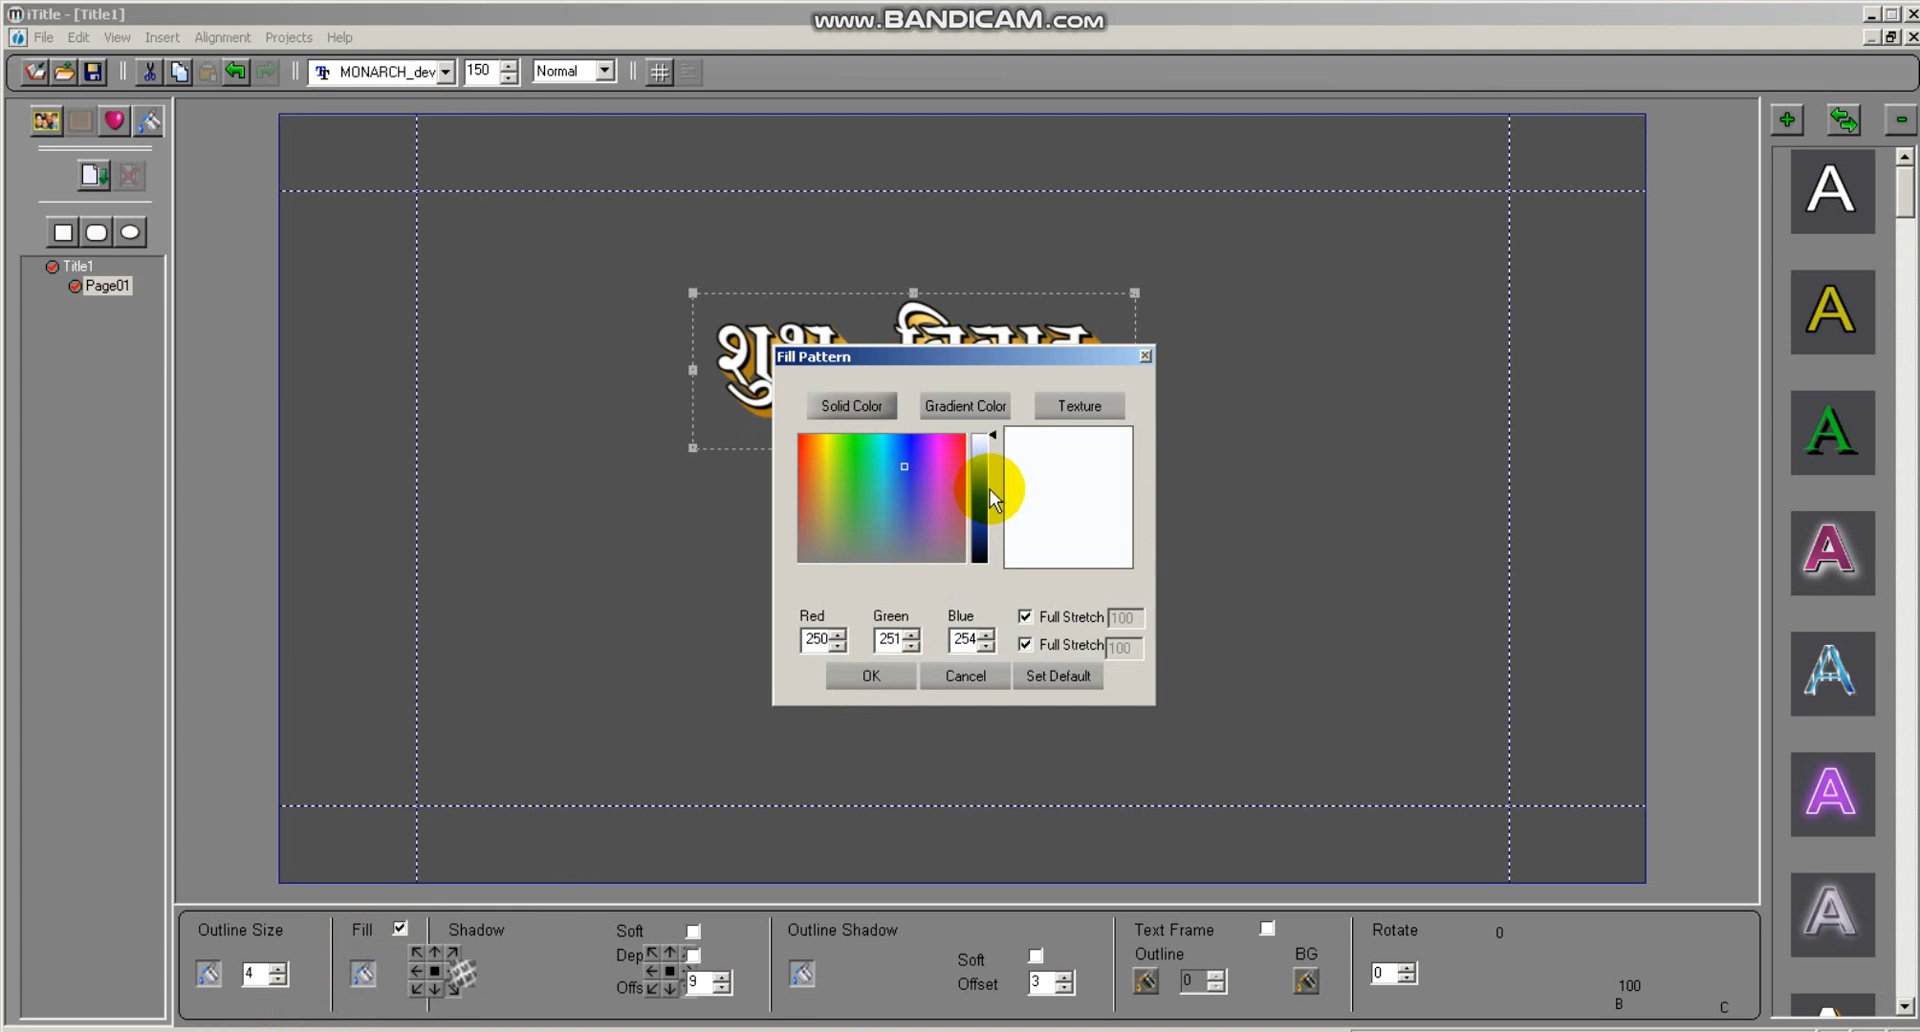 iTitle - [Title1]
www.BANDICAM.com
File Edit View Insert Alignment Projects Help
MONARCH_dev 150 Normal
Title1
Page01
शुभ
Fill Pattern
Solid Color Gradient Color Texture
Red Green Blue Full Stretch 100
250 251 254 Full Stretch 100
OK Cancel Set Default
A
A
A
A
A
A
A
Outline Size Fill Shadow Soft Outline Shadow Text Frame Rotate 0
Dep Soft Outline BG
4 Offs 9 Offset 3 0 0
100
B C